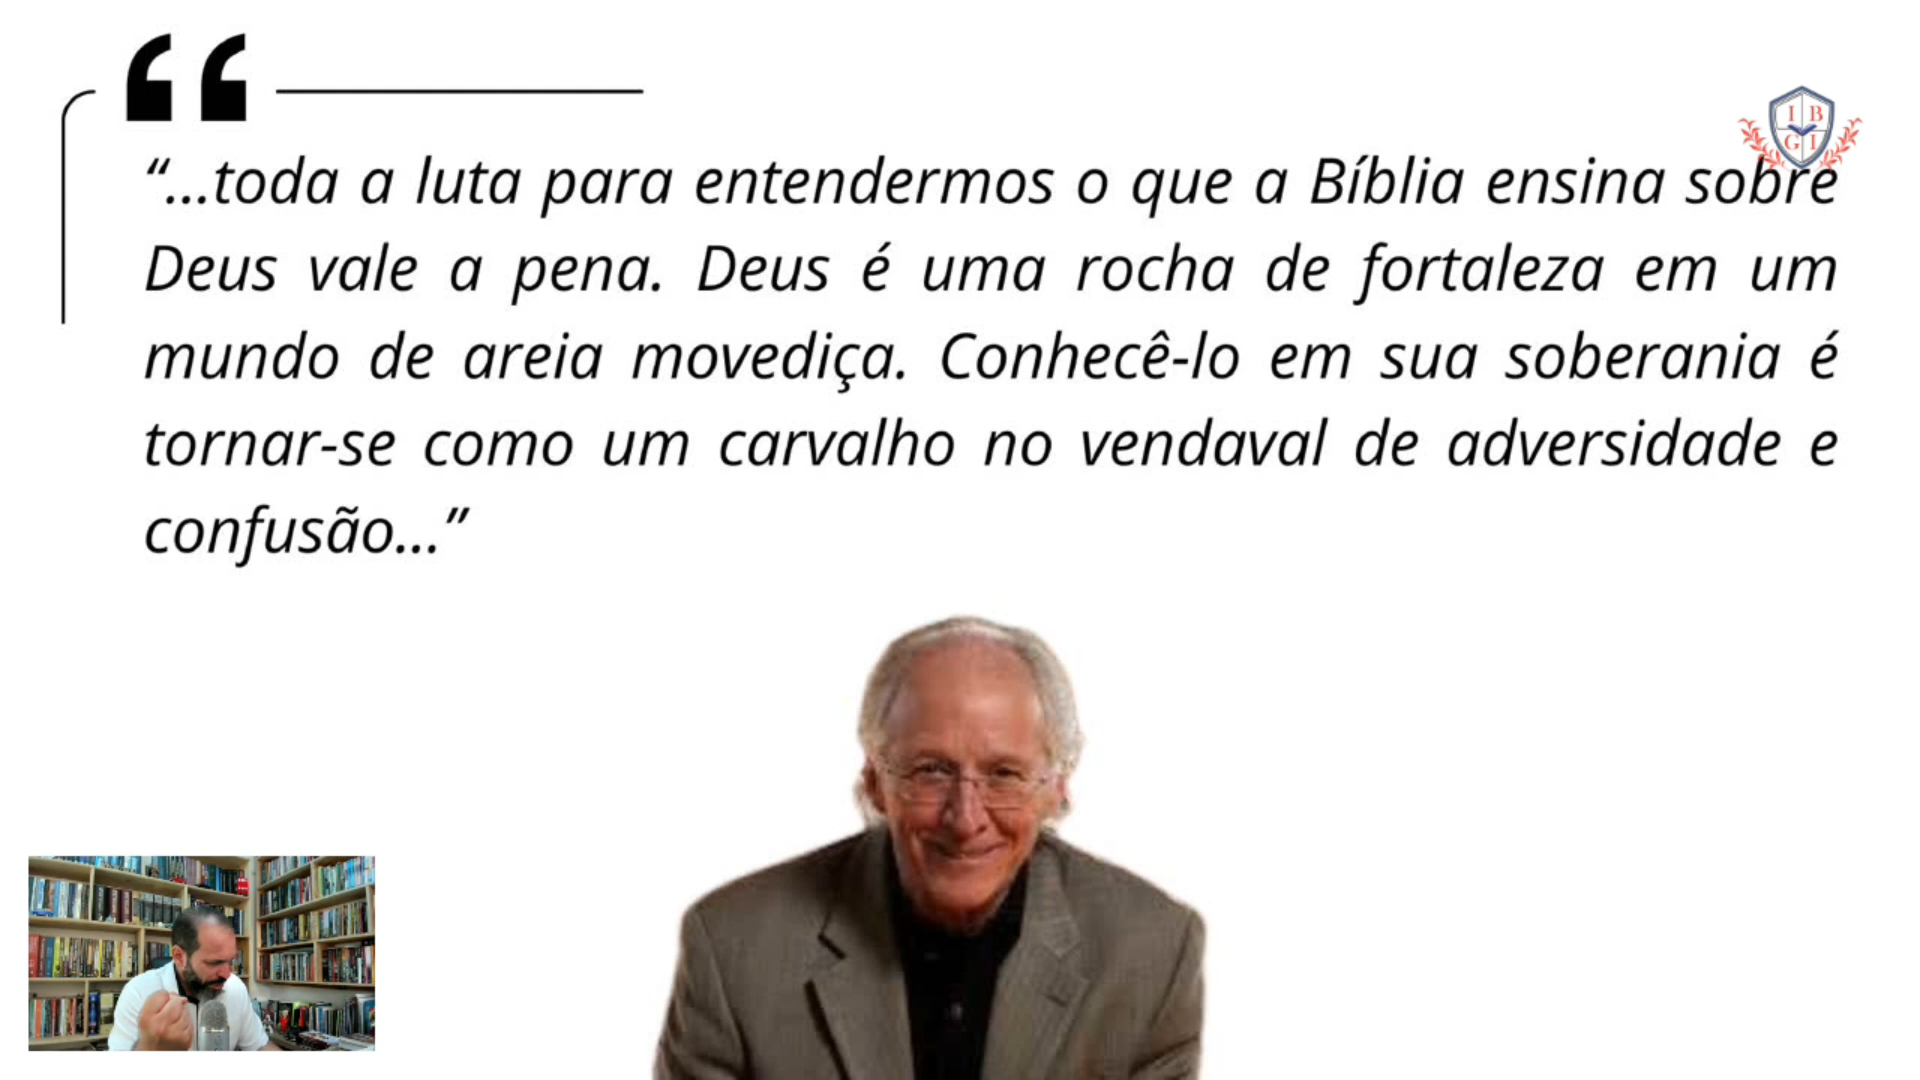 “...toda a luta para entendermos o que a Bíblia ensina sobre
Deus vale a pena. Deus é uma rocha de fortaleza em um
mundo de areia movediça. Conhecê-lo em sua soberania é
tornar-se como um carvalho no vendaval de adversidade e
confusão...”
I B
G I